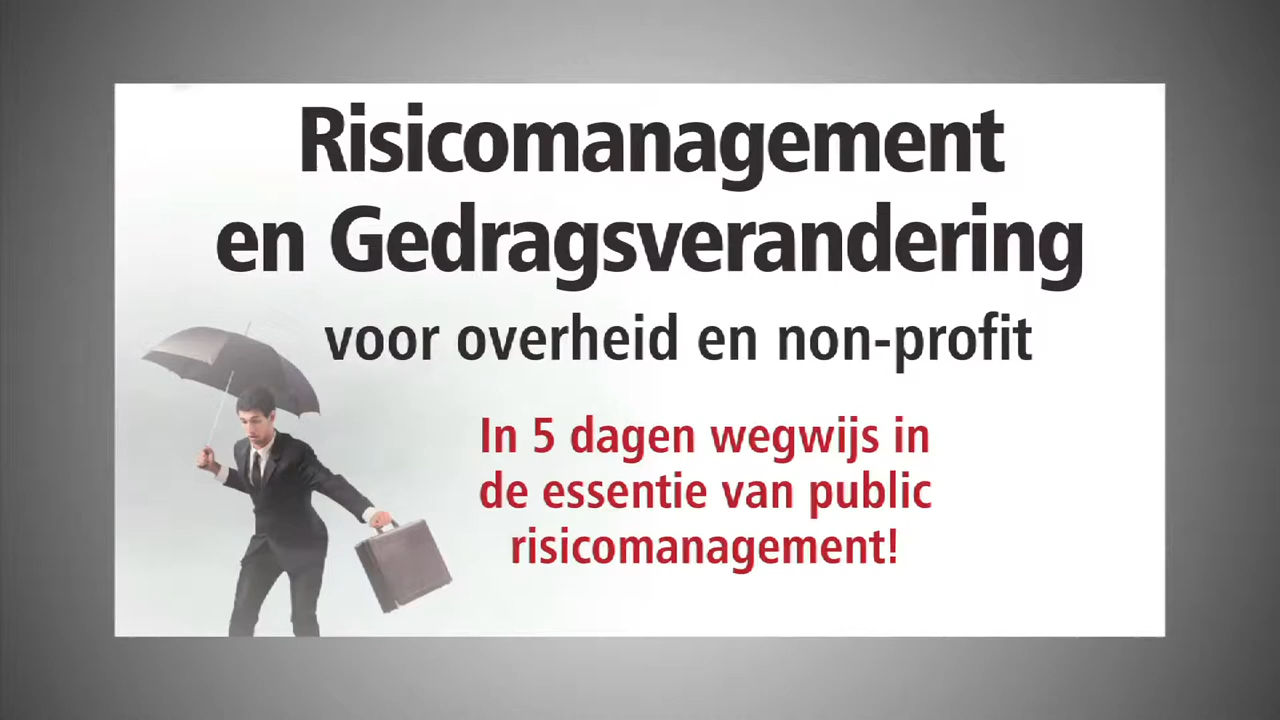 Risicomanagement
en Gedragsverandering
voor overheid en non-profit
In 5 dagen wegwijs in
de essentie van public
risicomanagement!